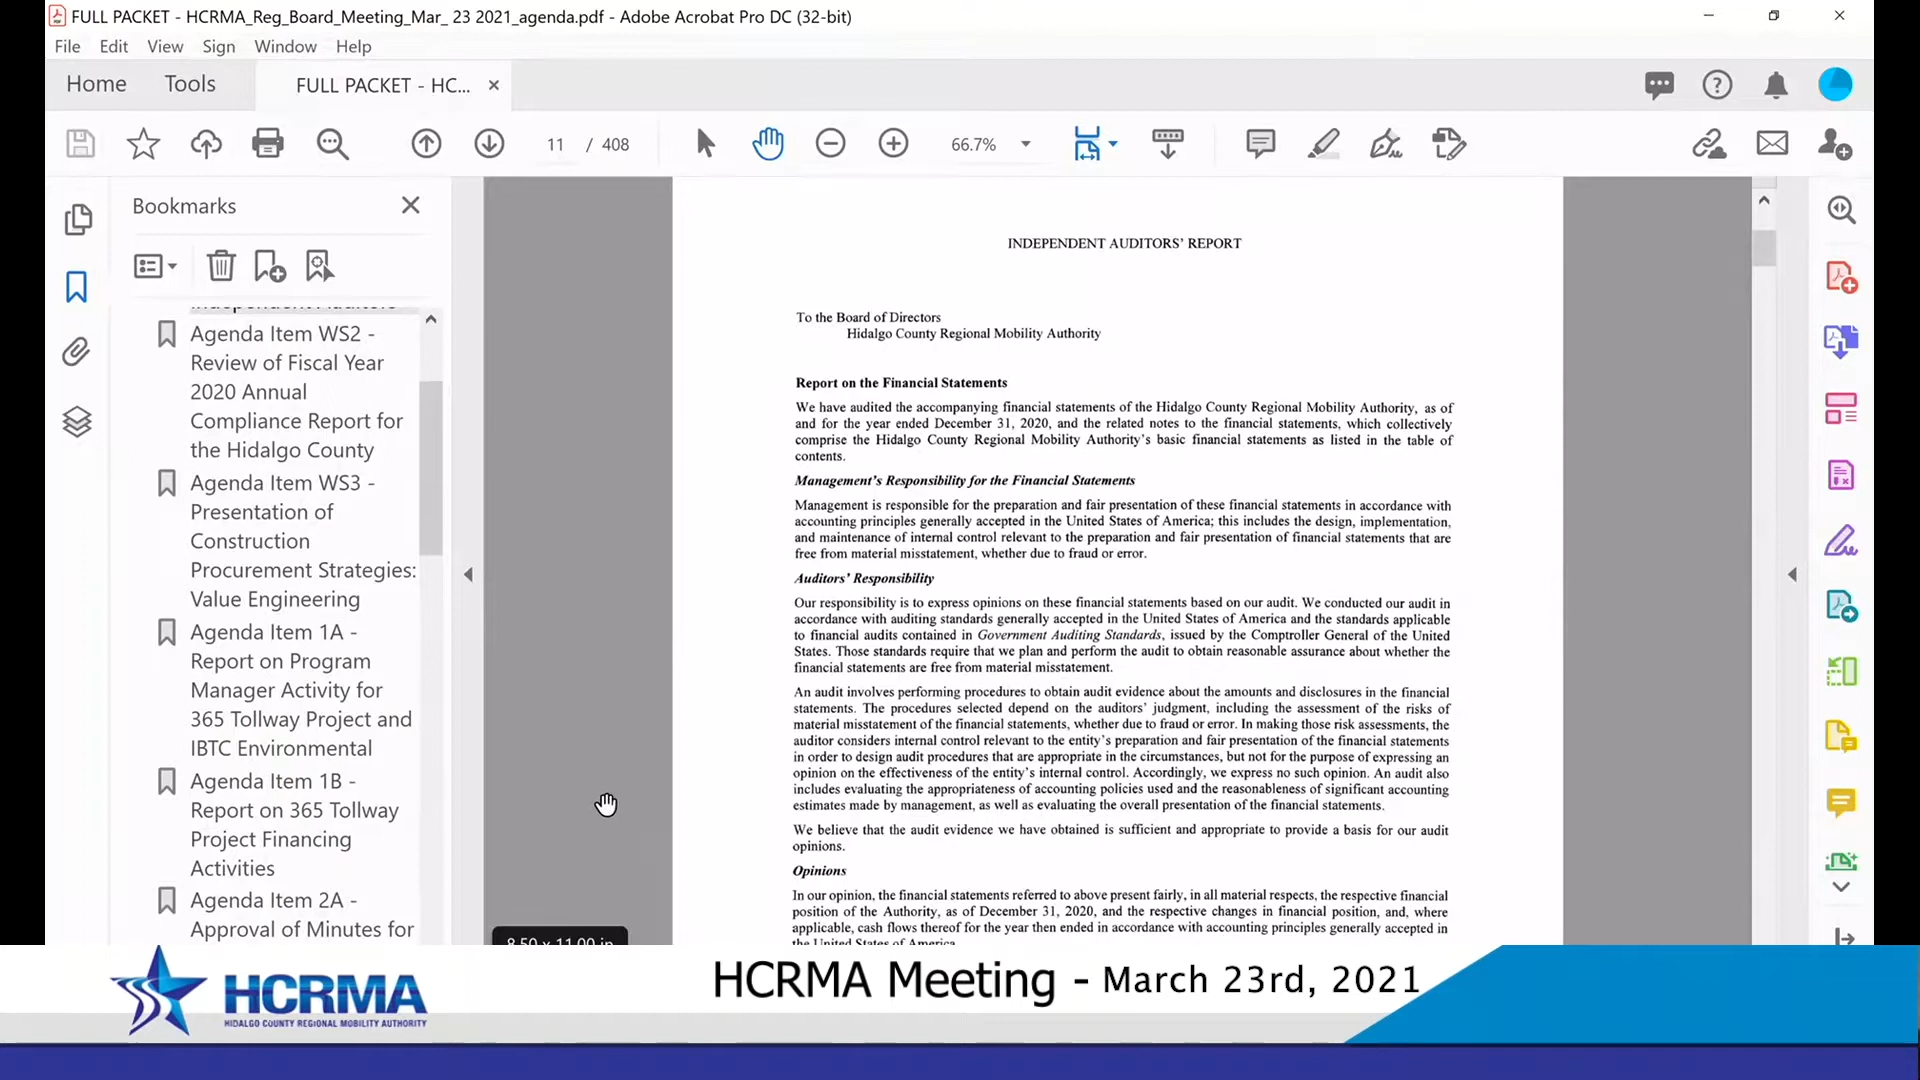 FULL PACKET - HCRMA_Reg_Board_Meeting_Mar_ 23 2021_agenda.pdf - Adobe Acrobat Pro DC (32-bit)
File Edit View Sign Window Help
Home Tools FULL PACKET - HC...
11 / 408 66.7%
Bookmarks
Independent Auditors
Agenda Item WS2 -
Review of Fiscal Year
2020 Annual
Compliance Report for
the Hidalgo County
Agenda Item WS3 -
Presentation of
Construction
Procurement Strategies:
Value Engineering
Agenda Item 1A -
Report on Program
Manager Activity for
365 Tollway Project and
IBTC Environmental
Agenda Item 1B -
Report on 365 Tollway
Project Financing
Activities
Agenda Item 2A -
Approval of Minutes for
INDEPENDENT AUDITORS' REPORT
To the Board of Directors
Hidalgo County Regional Mobility Authority
Report on the Financial Statements
We have audited the accompanying financial statements of the Hidalgo County Regional Mobility Authority, as of
and for the year ended December 31, 2020, and the related notes to the financial statements, which collectively
comprise the Hidalgo County Regional Mobility Authority's basic financial statements as listed in the table of
contents.
Management's Responsibility for the Financial Statements
Management is responsible for the preparation and fair presentation of these financial statements in accordance with
accounting principles generally accepted in the United States of America; this includes the design, implementation,
and maintenance of internal control relevant to the preparation and fair presentation of financial statements that are
free from material misstatement, whether due to fraud or error.
Auditors' Responsibility
Our responsibility is to express opinions on these financial statements based on our audit. We conducted our audit in
accordance with auditing standards generally accepted in the United States of America and the standards applicable
to financial audits contained in Government Auditing Standards, issued by the Comptroller General of the United
States. Those standards require that we plan and perform the audit to obtain reasonable assurance about whether the
financial statements are free from material misstatement.
An audit involves performing procedures to obtain audit evidence about the amounts and disclosures in the financial
statements. The procedures selected depend on the auditors' judgment, including the assessment of the risks of
material misstatement of the financial statements, whether due to fraud or error. In making those risk assessments, the
auditor considers internal control relevant to the entity's preparation and fair presentation of the financial statements
in order to design audit procedures that are appropriate in the circumstances, but not for the purpose of expressing an
opinion on the effectiveness of the entity's internal control. Accordingly, we express no such opinion. An audit also
includes evaluating the appropriateness of accounting policies used and the reasonableness of significant accounting
estimates made by management, as well as evaluating the overall presentation of the financial statements.
We believe that the audit evidence we have obtained is sufficient and appropriate to provide a basis for our audit
opinions.
Opinions
In our opinion, the financial statements referred to above present fairly, in all material respects, the respective financial
position of the Authority, as of December 31, 2020, and the respective changes in financial position, and, where
applicable, cash flows thereof for the year then ended in accordance with accounting principles generally accepted in
the United States of America.
8.50 x 11.00 in
HCRMA
HIDALGO COUNTY REGIONAL MOBILITY AUTHORITY
HCRMA Meeting - March 23rd, 2021